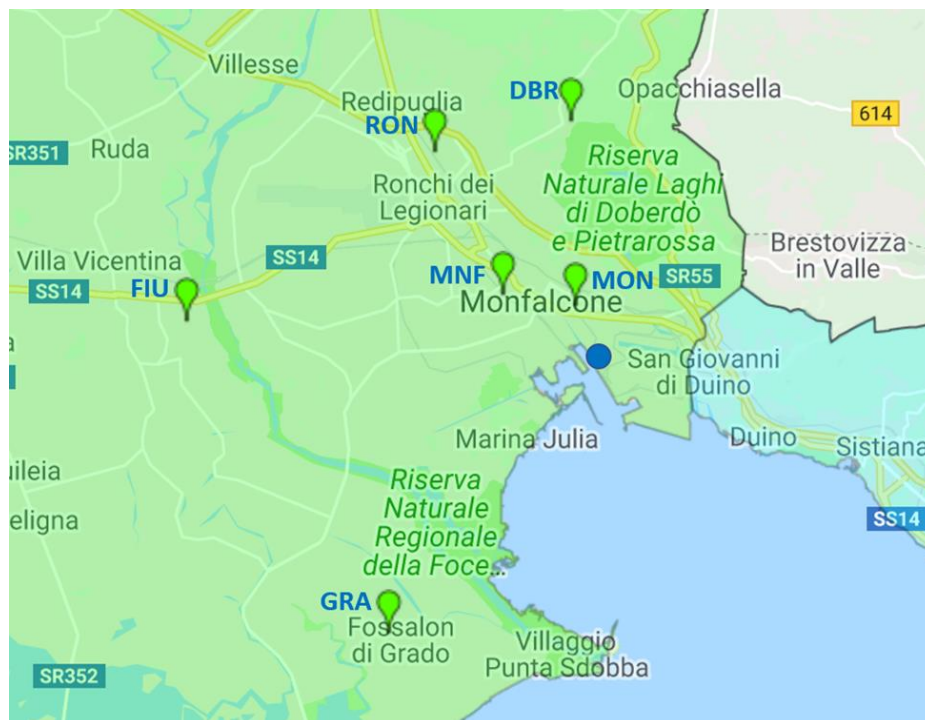 Villesse
DBR
Opacchiasella
Redipuglia
RON
614
SR351
Ruda
Riserva
Naturale Laghi
di Doberdò
e Pietrarossa
Ronchi dei
Legionari
Brestovizza
in Valle
Villa Vicentina
SS14
MNF
MON
SR55
SS14
FIU
Monfalcone
San Giovanni
di Duino
Marina Julia
Duino
Sistiana
uileia
Riserva
Naturale
Regionale
della Foce...
eligna
SS14
GRA
Fossalon
di Grado
Villaggio
Punta Sdobba
SR352